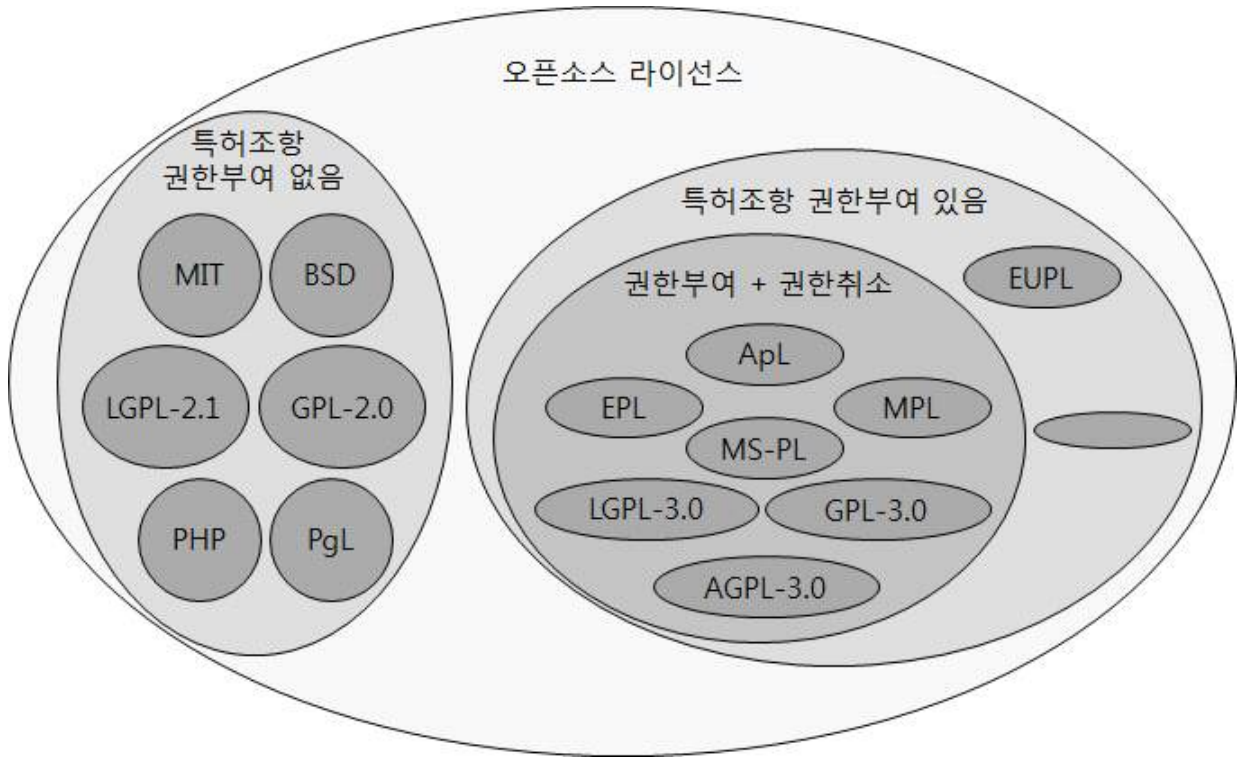 오픈소스 라이선스
특허조항
권한부여 없음
MIT
BSD
LGPL-2.1
GPL-2.0
PHP
PgL
특허조항 권한부여 있음
권한부여 + 권한취소
EUPL
ApL
EPL
MPL
MS-PL
LGPL-3.0
GPL-3.0
AGPL-3.0